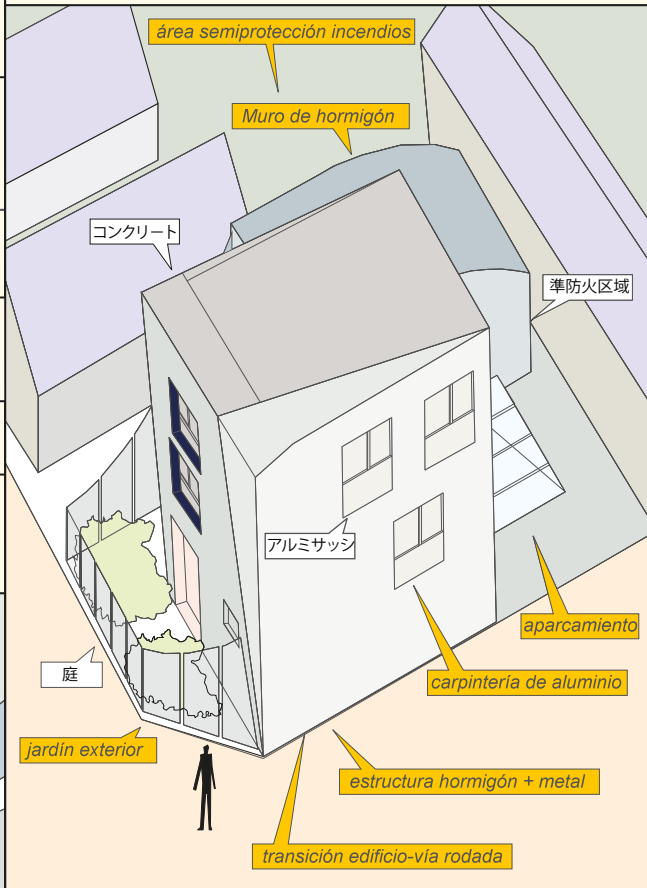 área semiprotección incendios
Muro de hormigón
コンクリート
準防火区域
アルミサッシ
aparcamiento
庭
carpintería de aluminio
jardín exterior
estructura hormigón + metal
transición edificio-vía rodada